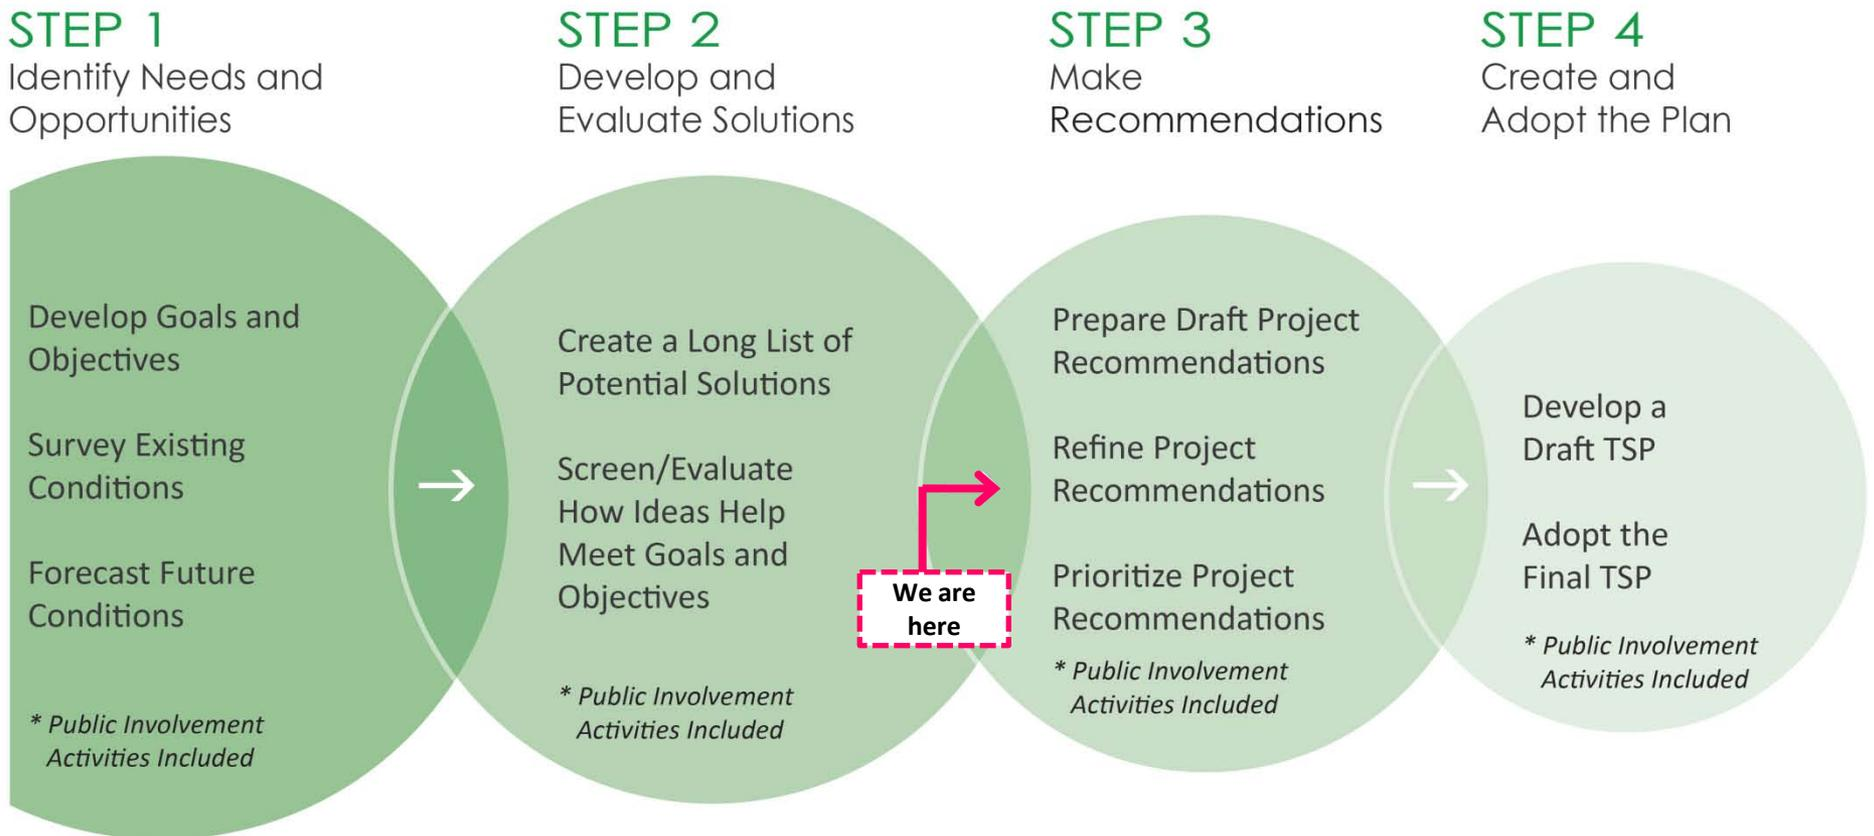 STEP 1
Identify Needs and
Opportunities
Develop Goals and
Objectives
Survey Existing
Conditions
Forecast Future
Conditions
* Public Involvement
Activities Included
STEP 2
Develop and
Evaluate Solutions
Create a Long List of
Potential Solutions
Screen/Evaluate
How Ideas Help
Meet Goals and
Objectives
* Public Involvement
Activities Included
We are
here
STEP 3
Make
Recommendations
Prepare Draft Project
Recommendations
Refine Project
Recommendations
Prioritize Project
Recommendations
* Public Involvement
Activities Included
STEP 4
Create and
Adopt the Plan
Develop a
Draft TSP
Adopt the
Final TSP
* Public Involvement
Activities Included